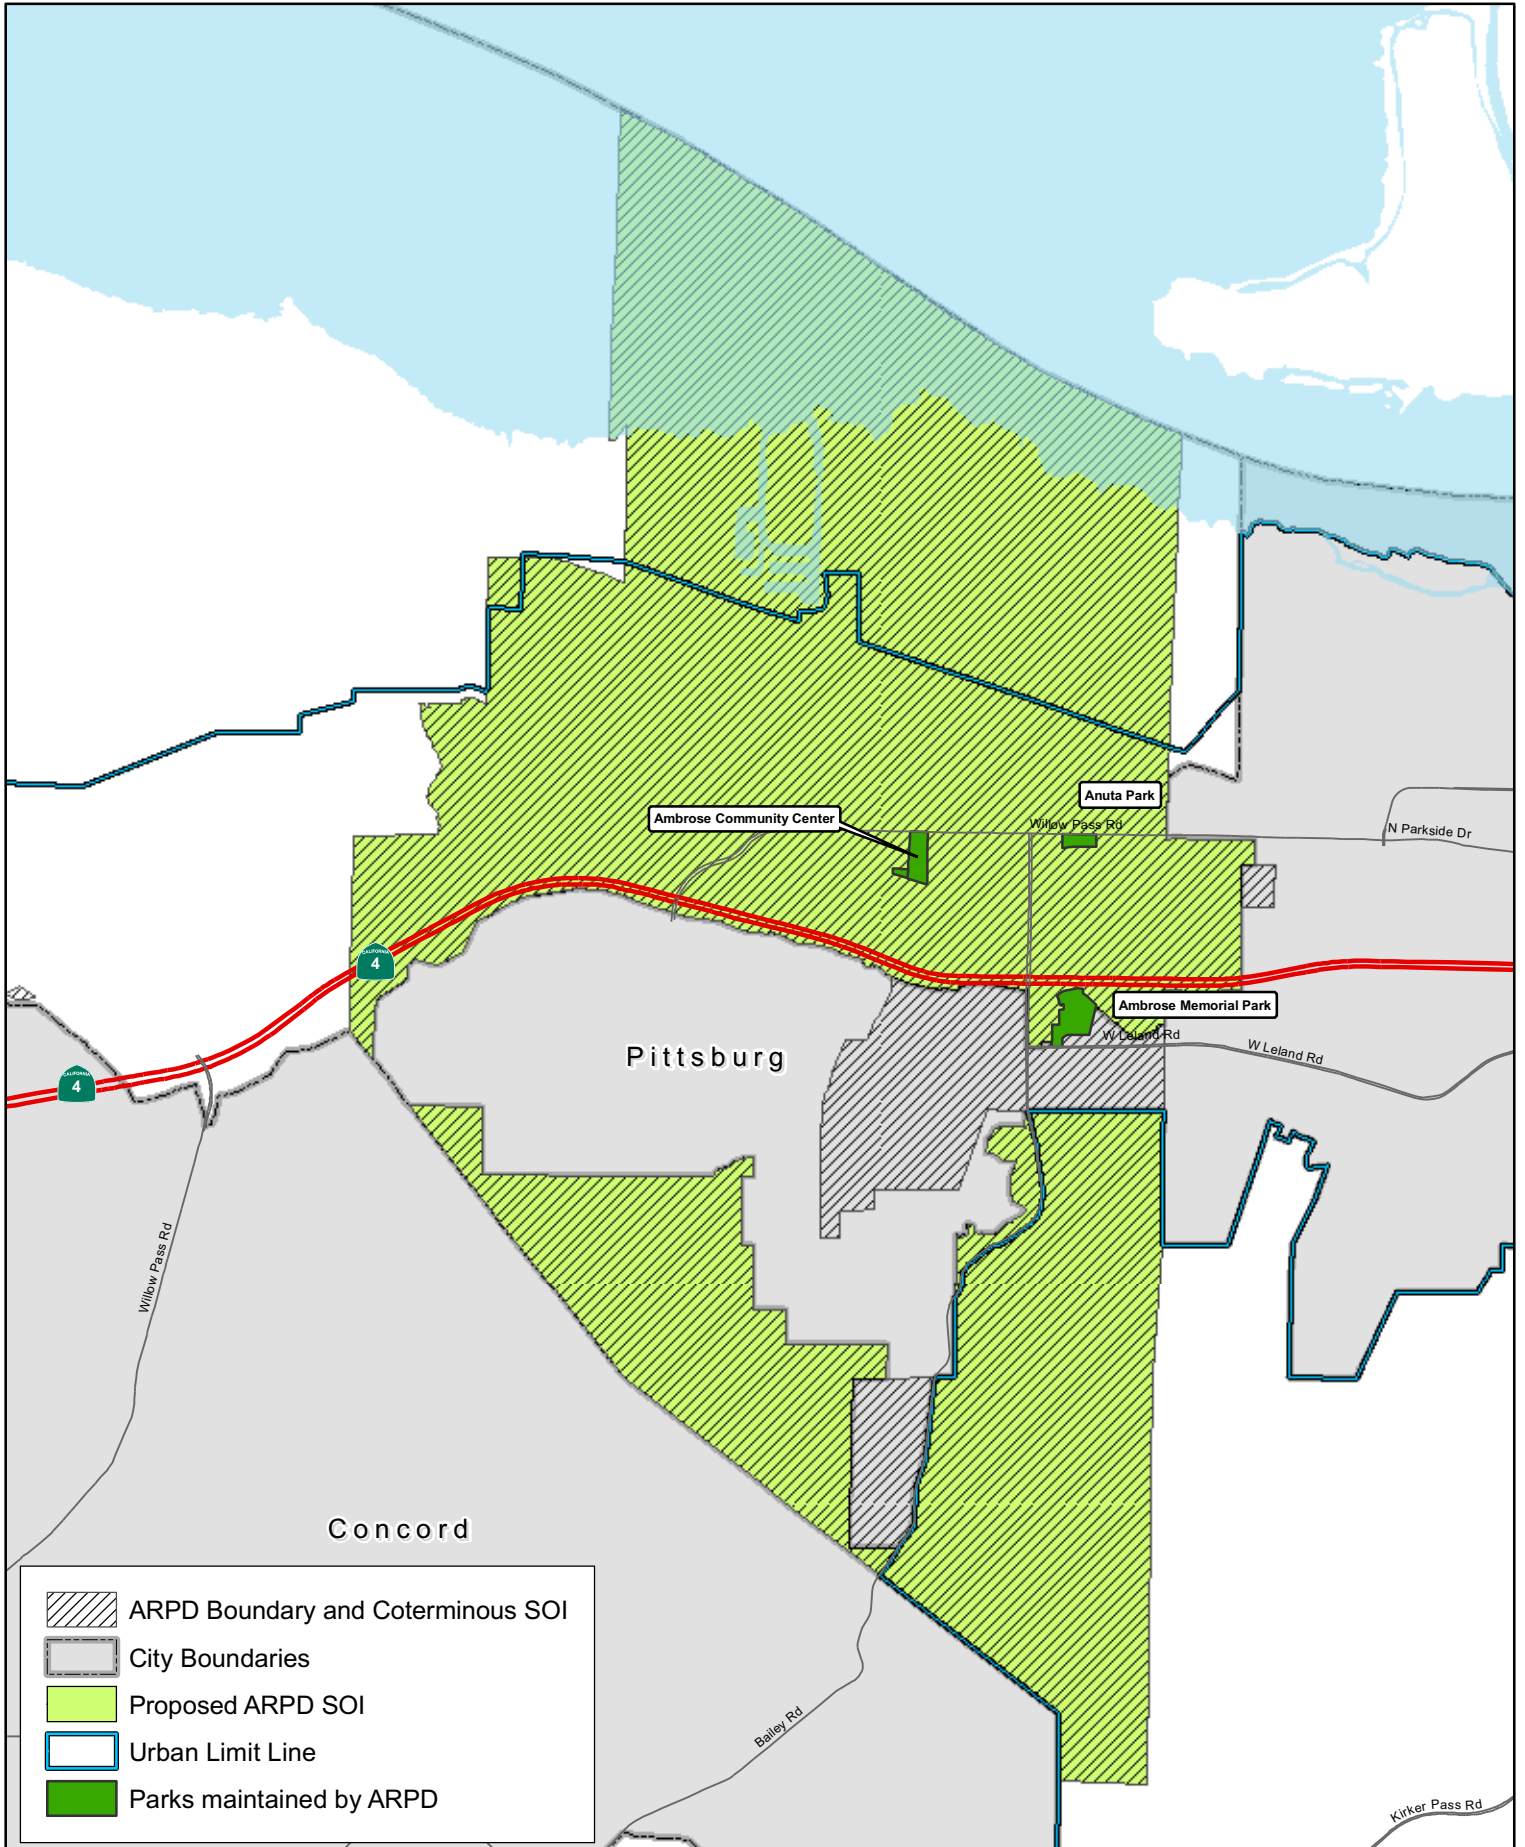 Anuta Park
Ambrose Community Center
Willow Pass Rd
N Parkside Dr
CALIFORNIA
4
Ambrose Memorial Park
W Leland Rd
W Leland Rd
Pittsburg
CALIFORNIA
4
Willow Pass Rd
Concord
ARPD Boundary and Coterminous SOI
City Boundaries
Proposed ARPD SOI
Urban Limit Line
Parks maintained by ARPD
Bailey Rd
Kirker Pass Rd